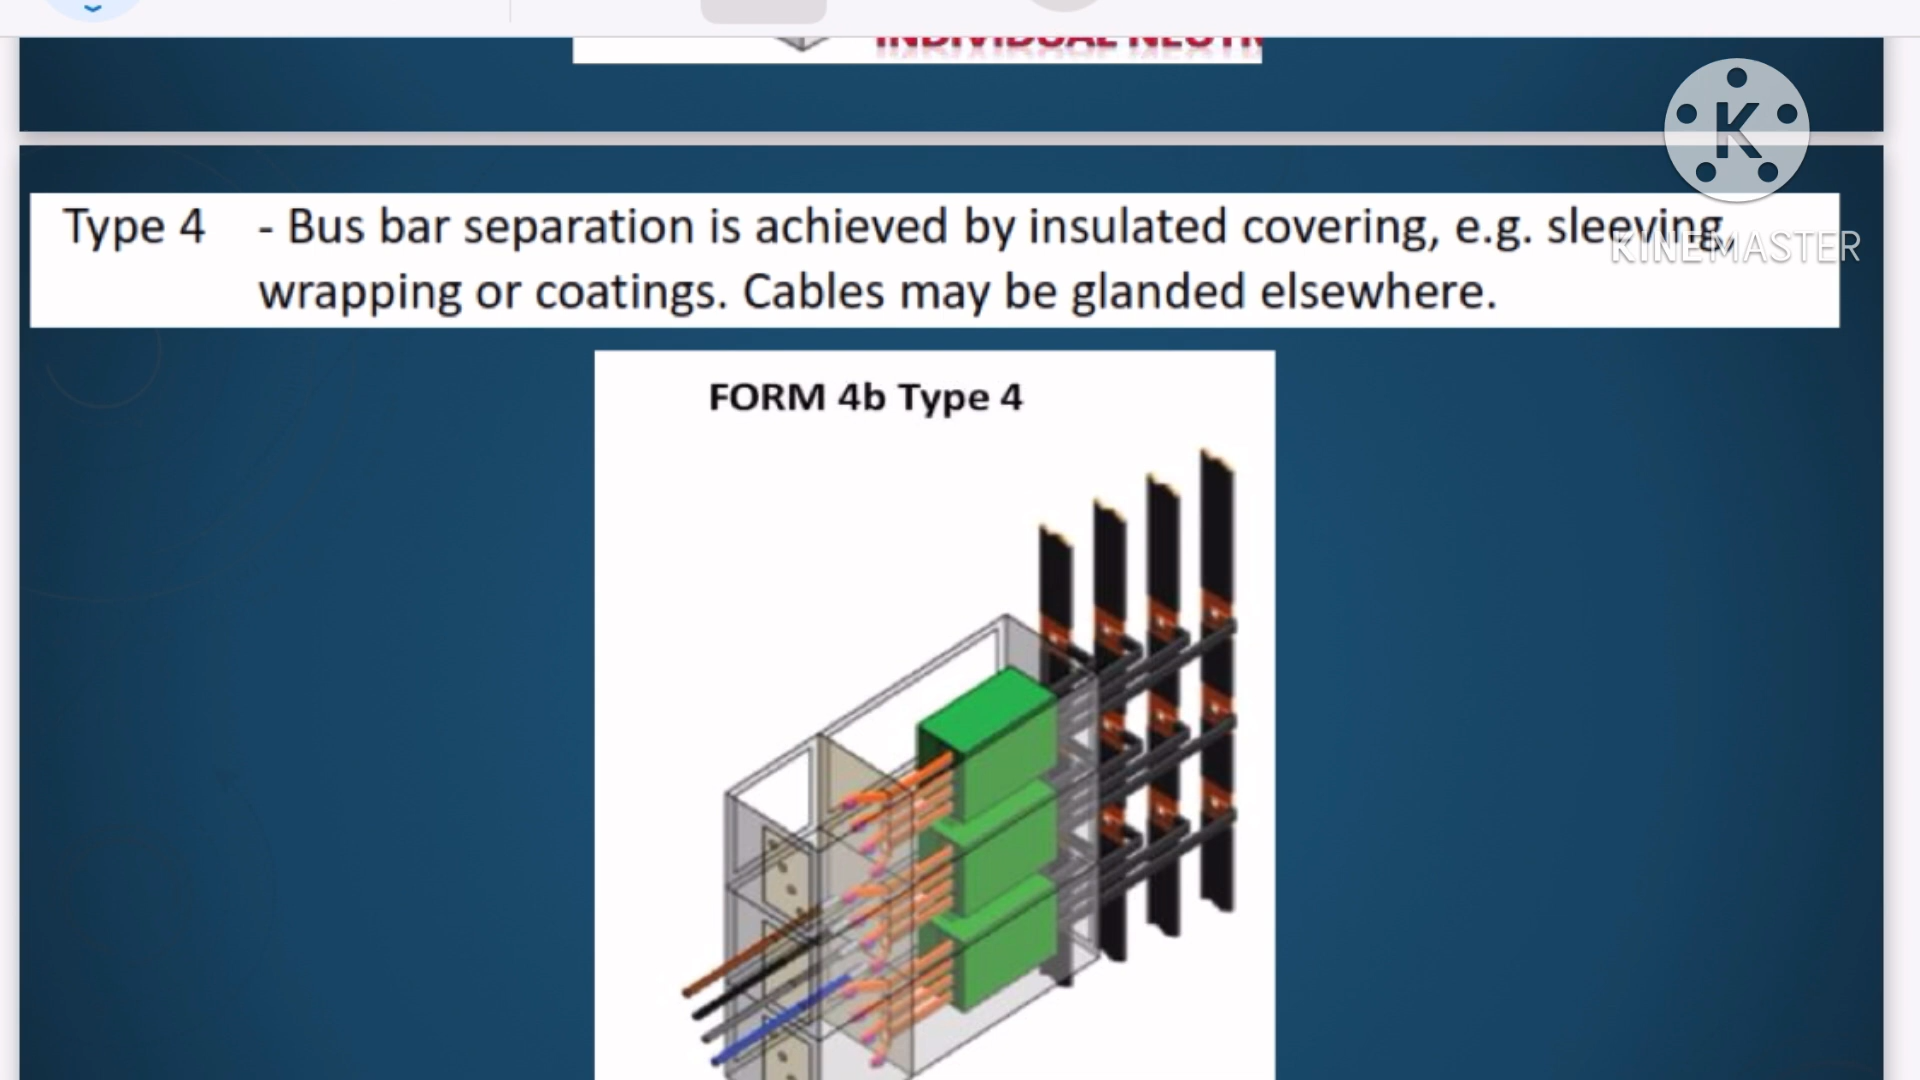 INDIVIDUAL
K
KINEMASTER
Type 4 - Bus bar separation is achieved by insulated covering, e.g. sleeving,
wrapping or coatings. Cables may be glanded elsewhere.
FORM 4b Type 4